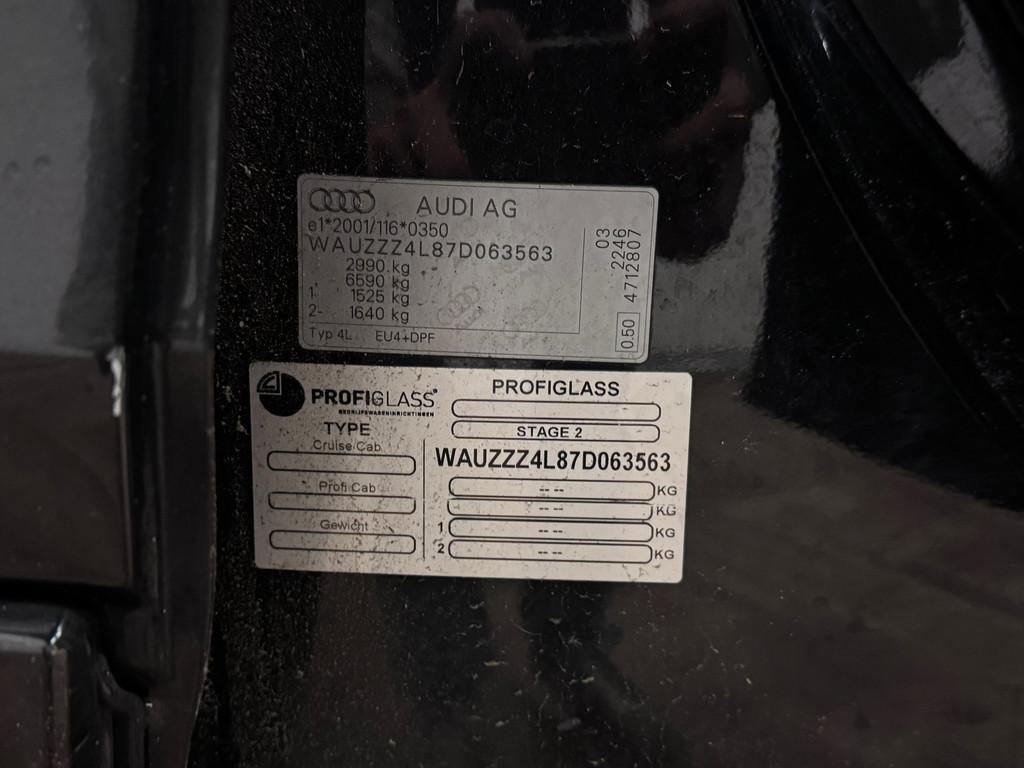 AUDI AG
e1*2001/116*0350
WAUZZZ4L87D063563
2990 kg
6590 kg
1- 1525 kg
2- 1640 kg
Typ 4L EU4+DPF
03
2246
0.50 4712807
PROFIGLASS
BEDRIJFSWAGENINRICHTINGEN
TYPE
Cruise Cab
Profi Cab
Gewicht
PROFIGLASS
STAGE 2
WAUZZZ4L87D063563
-- -- KG
-- -- KG
1 -- -- KG
2 -- -- KG